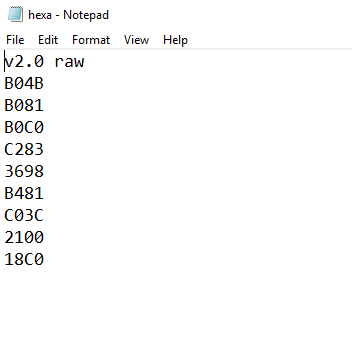 hexa - Notepad
File Edit Format View Help
v2.0 raw
B04B
B081
B0C0
C283
3698
B481
C03C
2100
18C0